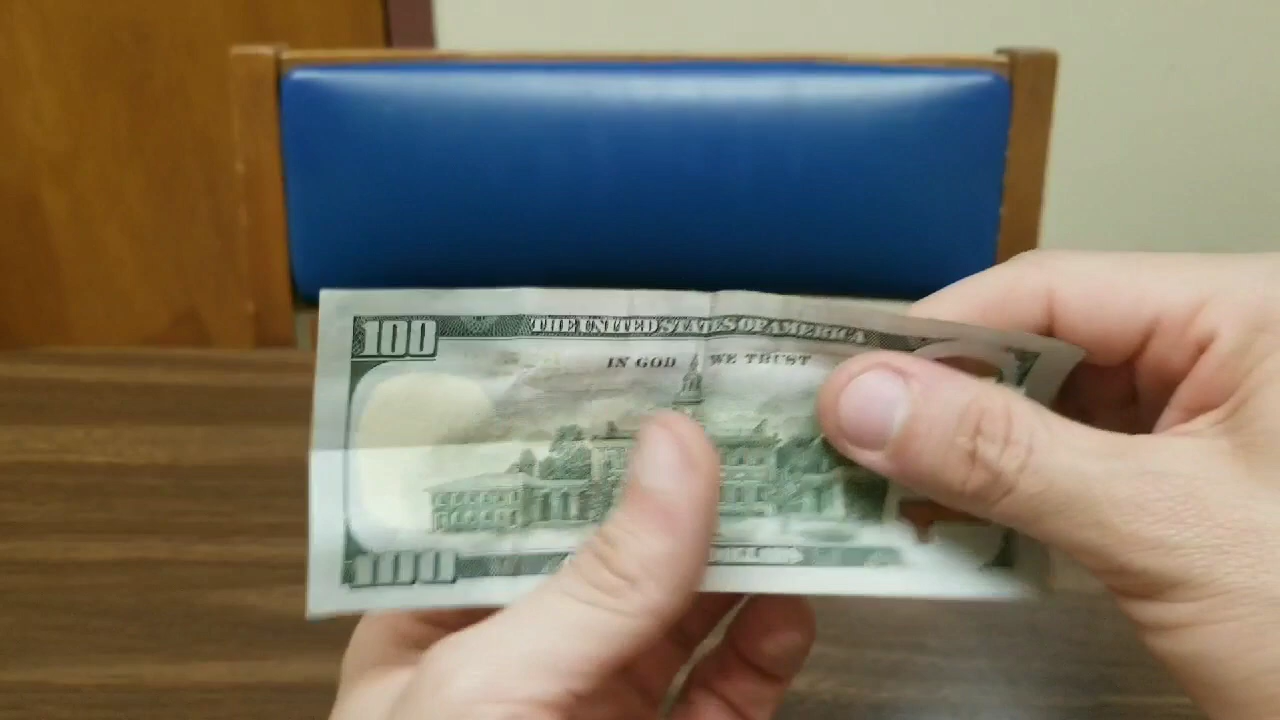 100
THE UNITED STATES OF AMERICA
IN GOD WE TRUST
100